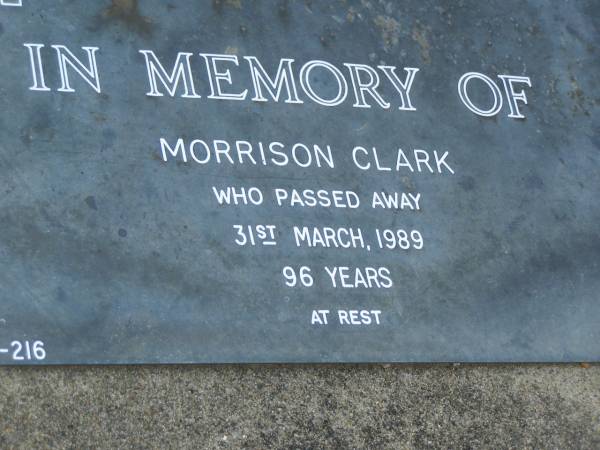 IN MEMORY OF
MORRISON CLARK
WHO PASSED AWAY
31ST MARCH, 1989
96 YEARS
AT REST
-216